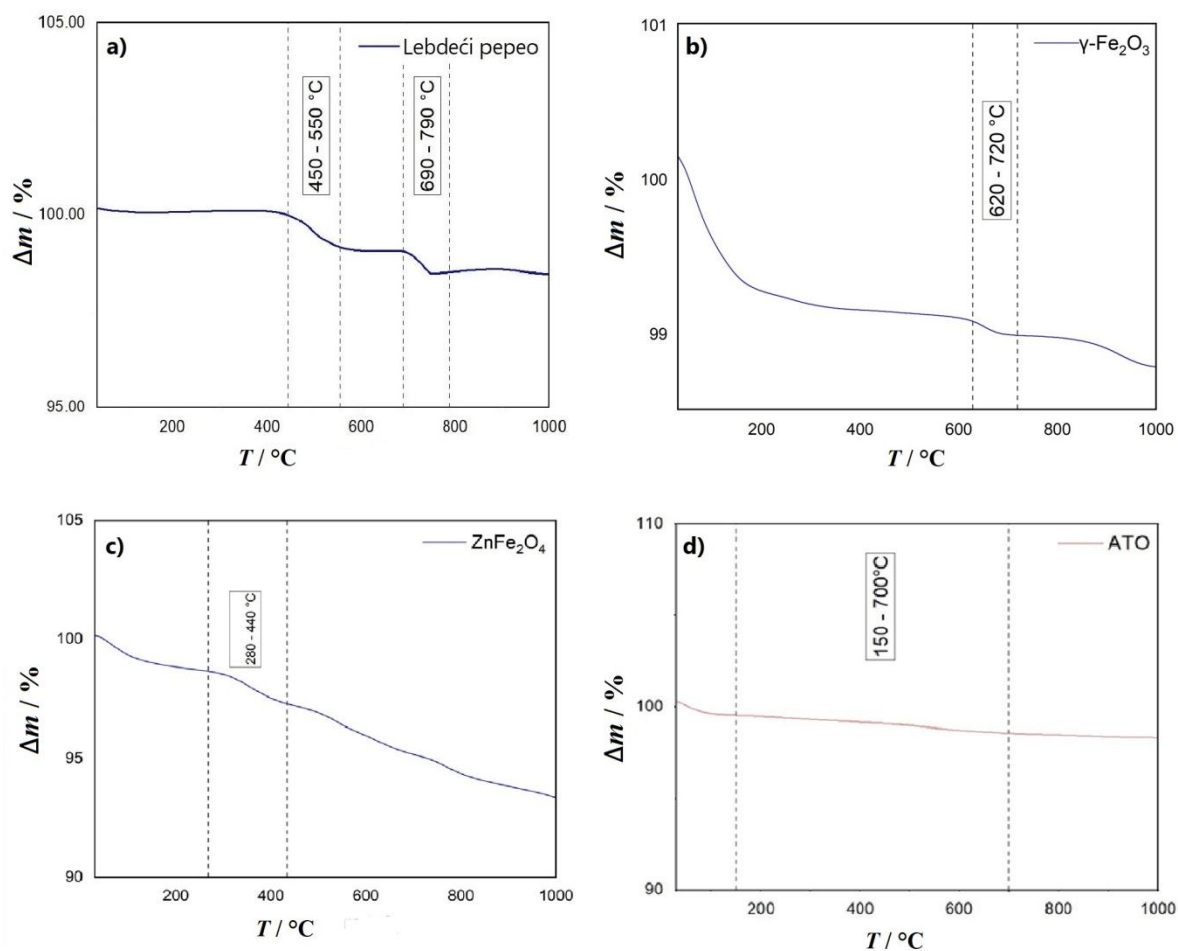 a)
Lebdeći pepeo
105.00
100.00
95.00
Δm / %
450 - 550 °C
690 - 790 °C
200 400 600 800 1000
T / °C
b)
γ-Fe₂O₃
101
100
99
Δm / %
620 - 720 °C
200 400 600 800 1000
T / °C
c)
ZnFe₂O₄
105
100
95
90
Δm / %
280 - 440 °C
200 400 600 800 1000
T / °C
d)
ATO
110
100
90
Δm / %
150 - 700°C
200 400 600 800 1000
T / °C